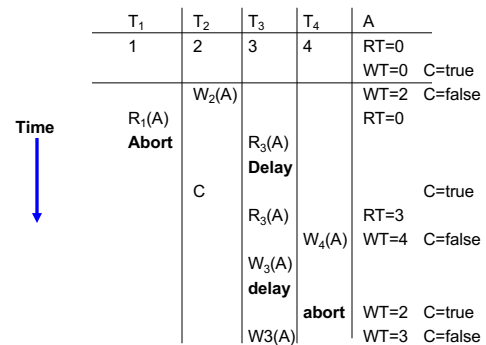 T₁ T₂ T₃ T₄ A
1 2 3 4 RT=0
WT=0 C=true
W₂(A) WT=2 C=false
R₁(A) RT=0
Time
Abort R₃(A)
Delay
C C=true
R₃(A) RT=3
W₄(A) WT=4 C=false
W₃(A)
delay
abort WT=2 C=true
W3(A) WT=3 C=false